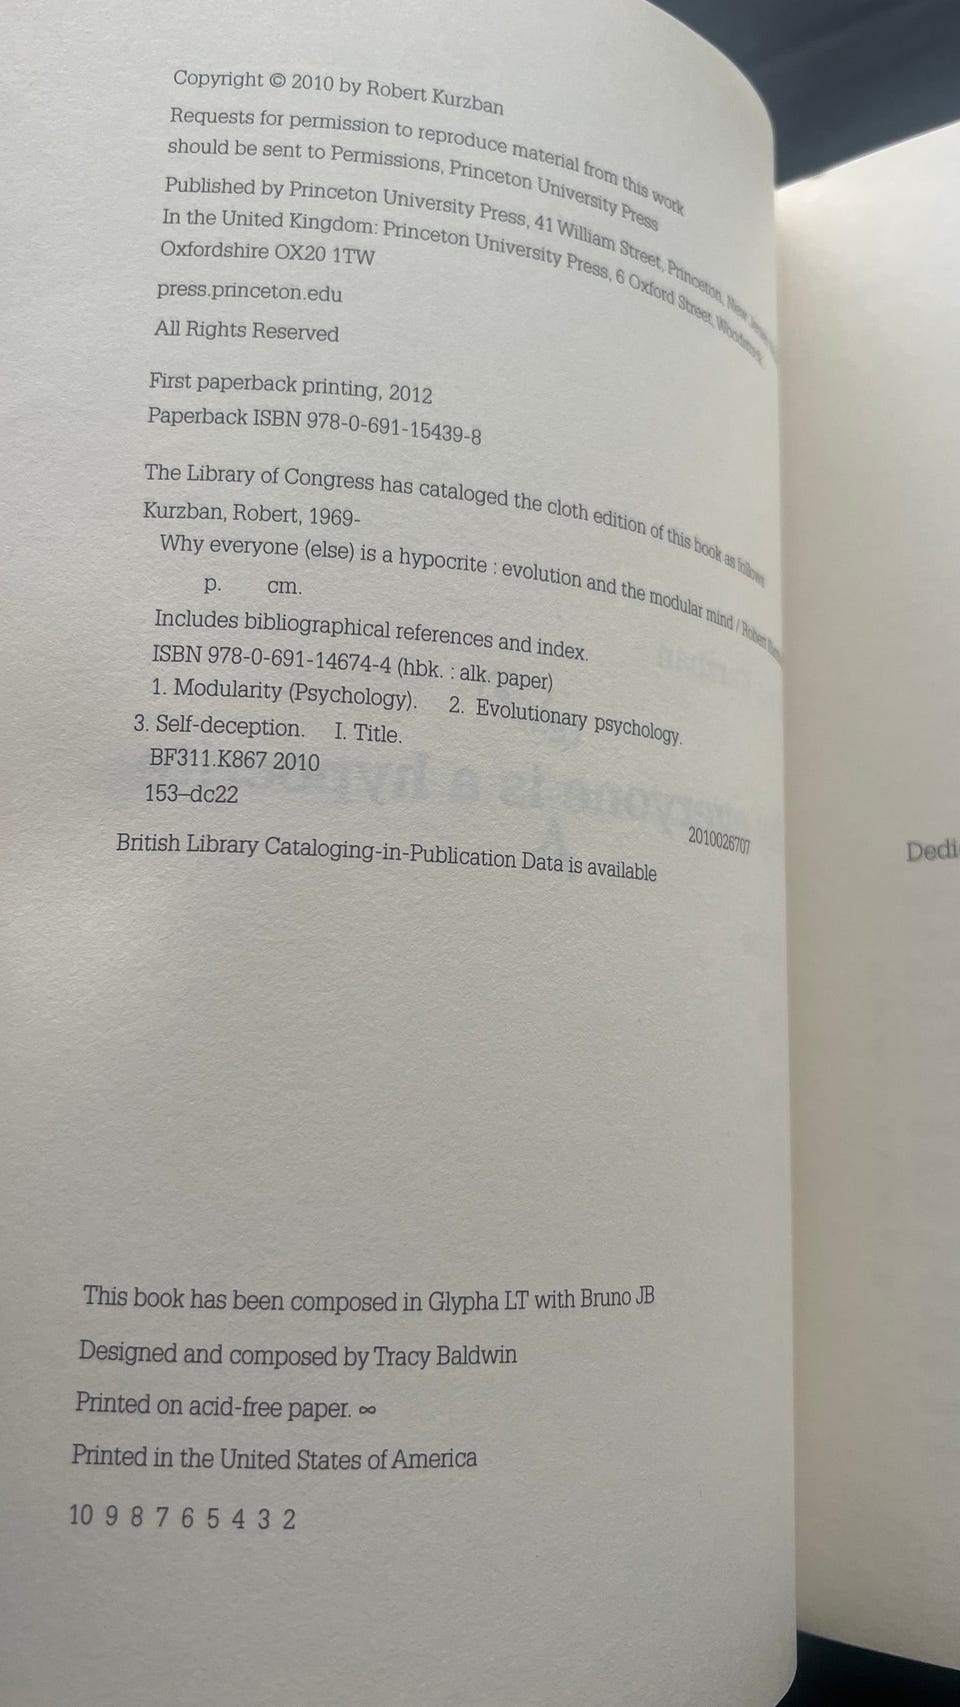 Copyright © 2010 by Robert Kurzban
Requests for permission to reproduce material from this work
should be sent to Permissions, Princeton University Press
Published by Princeton University Press, 41 William Street, Princeton, New Jersey
In the United Kingdom: Princeton University Press, 6 Oxford Street, Woodstock,
Oxfordshire OX20 1TW
press.princeton.edu
All Rights Reserved
First paperback printing, 2012
Paperback ISBN 978-0-691-15439-8
The Library of Congress has cataloged the cloth edition of this book as follows
Kurzban, Robert, 1969-
Why everyone (else) is a hypocrite : evolution and the modular mind / Robert
p. cm.
Includes bibliographical references and index.
ISBN 978-0-691-14674-4 (hbk. : alk. paper)
1. Modularity (Psychology). 2. Evolutionary psychology.
3. Self-deception. I. Title.
BF311.K867 2010
153–dc22
2010026707
British Library Cataloging-in-Publication Data is available
This book has been composed in Glypha LT with Bruno JB
Designed and composed by Tracy Baldwin
Printed on acid-free paper. ∞
Printed in the United States of America
10 9 8 7 6 5 4 3 2
Dedi